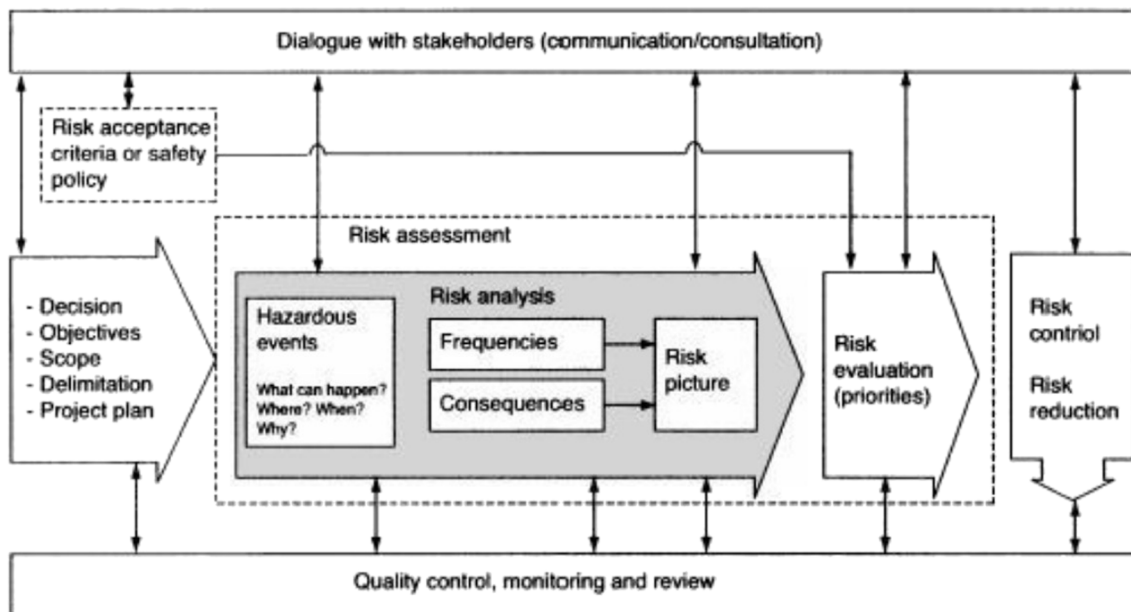 Dialogue with stakeholders (communication/consultation)
Risk acceptance
criteria or safety
policy
Risk assessment
- Decision
- Objectives
- Scope
- Delimitation
- Project plan
Risk analysis
Hazardous
events
What can happen?
Where? When?
Why?
Frequencies
Consequences
Risk
picture
Risk
evaluation
(priorities)
Risk
contriol
Risk
reduction
Quality control, monitoring and review